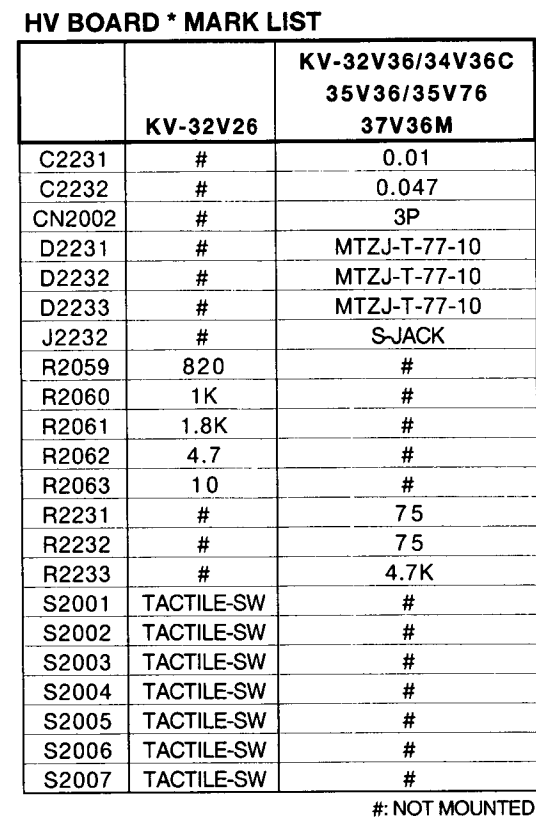 HV BOARD * MARK LIST
KV-32V36/34V36C
35V36/35V76
KV-32V26 37V36M
C2231 # 0.01
C2232 # 0.047
CN2002 # 3P
D2231 # MTZJ-T-77-10
D2232 # MTZJ-T-77-10
D2233 # MTZJ-T-77-10
J2232 # S-JACK
R2059 820 #
R2060 1K #
R2061 1.8K #
R2062 4.7 #
R2063 10 #
R2231 # 75
R2232 # 75
R2233 # 4.7K
S2001 TACTILE-SW #
S2002 TACTILE-SW #
S2003 TACTILE-SW #
S2004 TACTILE-SW #
S2005 TACTILE-SW #
S2006 TACTILE-SW #
S2007 TACTILE-SW #
#: NOT MOUNTED